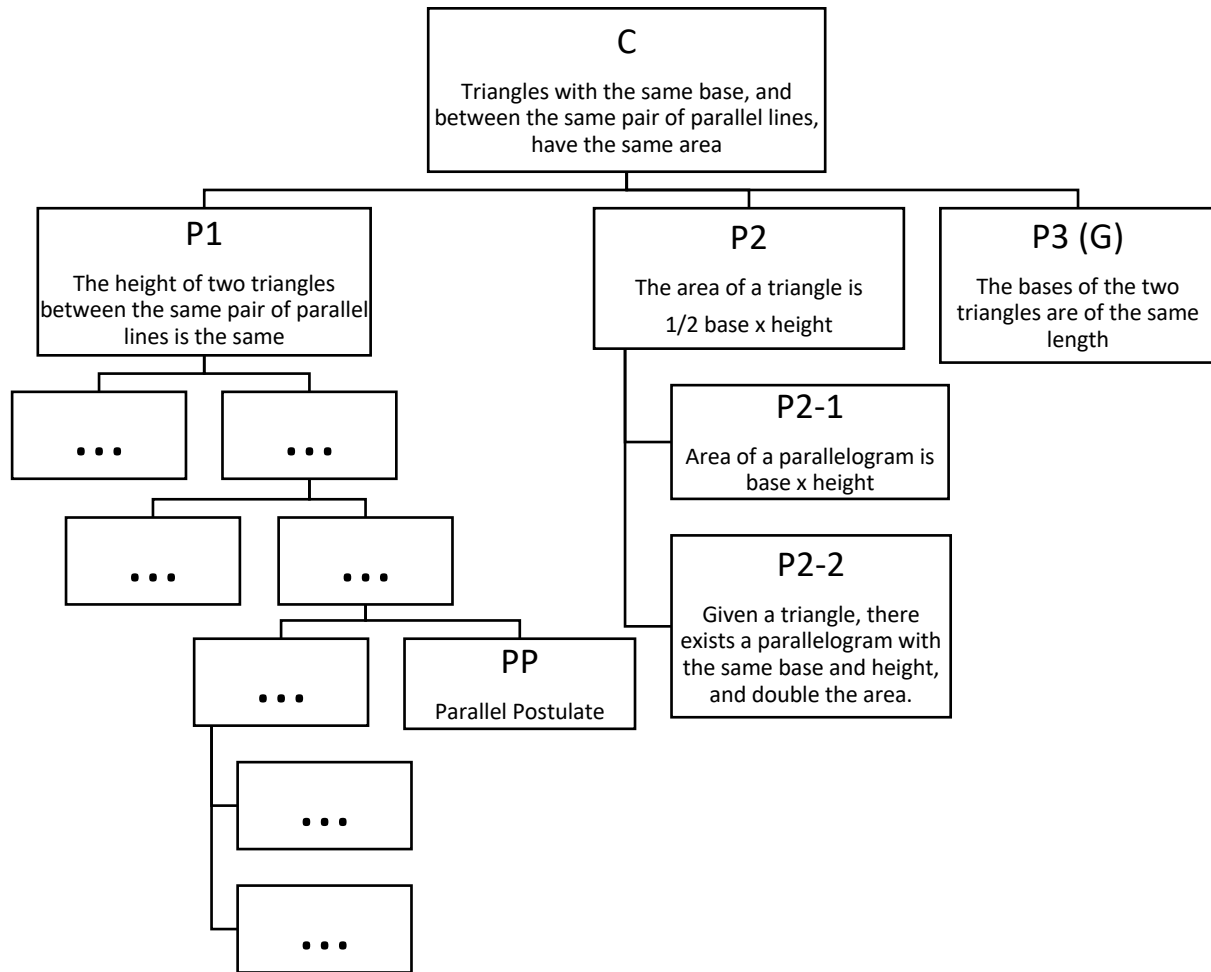 C
Triangles with the same base, and
between the same pair of parallel lines,
have the same area
P1
The height of two triangles
between the same pair of parallel
lines is the same
P2
The area of a triangle is
1/2 base x height
P3 (G)
The bases of the two
triangles are of the same
length
...
...
P2-1
Area of a parallelogram is
base x height
...
...
P2-2
Given a triangle, there
exists a parallelogram with
the same base and height,
and double the area.
...
PP
Parallel Postulate
...
...